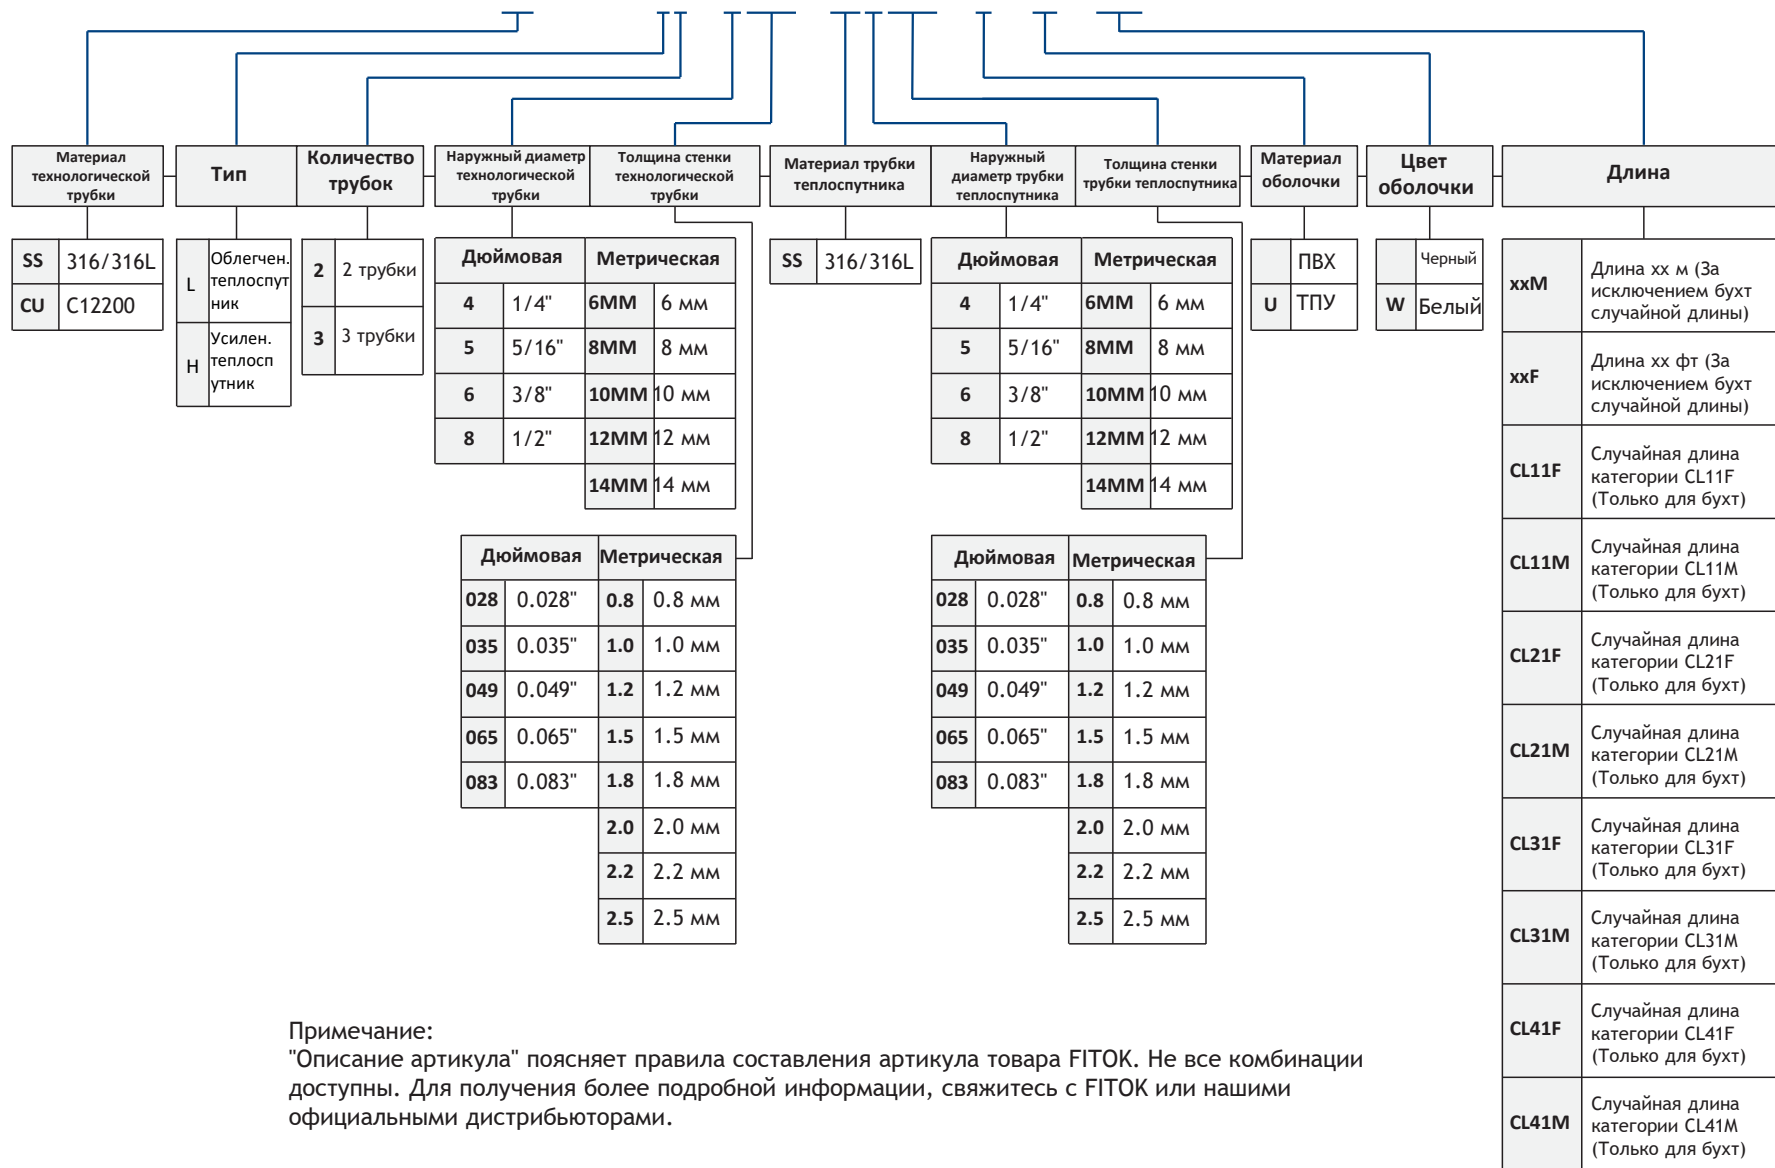 Материал
технологической
трубки
Тип
Количество
трубок
Наружный диаметр
технологической
трубки
Толщина стенки
технологической
трубки
Материал трубки
теплоспутника
Наружный
диаметр трубки
теплоспутника
Толщина стенки
трубки теплоспутника
Материал
оболочки
Цвет
оболочки
Длина
SS 316/316L
CU C12200
L Облегчен.
теплоспут
ник
H Усилен.
теплосп
утник
2 2 трубки
3 3 трубки
Дюймовая Метрическая
4 1/4" 6MM 6 мм
5 5/16" 8MM 8 мм
6 3/8" 10MM 10 мм
8 1/2" 12MM 12 мм
14MM 14 мм
Дюймовая Метрическая
028 0.028" 0.8 0.8 мм
035 0.035" 1.0 1.0 мм
049 0.049" 1.2 1.2 мм
065 0.065" 1.5 1.5 мм
083 0.083" 1.8 1.8 мм
2.0 2.0 мм
2.2 2.2 мм
2.5 2.5 мм
SS 316/316L
Дюймовая Метрическая
4 1/4" 6MM 6 мм
5 5/16" 8MM 8 мм
6 3/8" 10MM 10 мм
8 1/2" 12MM 12 мм
14MM 14 мм
Дюймовая Метрическая
028 0.028" 0.8 0.8 мм
035 0.035" 1.0 1.0 мм
049 0.049" 1.2 1.2 мм
065 0.065" 1.5 1.5 мм
083 0.083" 1.8 1.8 мм
2.0 2.0 мм
2.2 2.2 мм
2.5 2.5 мм
ПВХ
U ТПУ
Черный
W Белый
xxM Длина xx м (За
исключением бухт
случайной длины)
xxF Длина xx фт (За
исключением бухт
случайной длины)
CL11F Случайная длина
категории CL11F
(Только для бухт)
CL11M Случайная длина
категории CL11M
(Только для бухт)
CL21F Случайная длина
категории CL21F
(Только для бухт)
CL21M Случайная длина
категории CL21M
(Только для бухт)
CL31F Случайная длина
категории CL31F
(Только для бухт)
CL31M Случайная длина
категории CL31M
(Только для бухт)
CL41F Случайная длина
категории CL41F
(Только для бухт)
CL41M Случайная длина
категории CL41M
(Только для бухт)
Примечание:
"Описание артикула" поясняет правила составления артикула товара FITOK. Не все комбинации
доступны. Для получения более подробной информации, свяжитесь с FITOK или нашими
официальными дистрибьюторами.